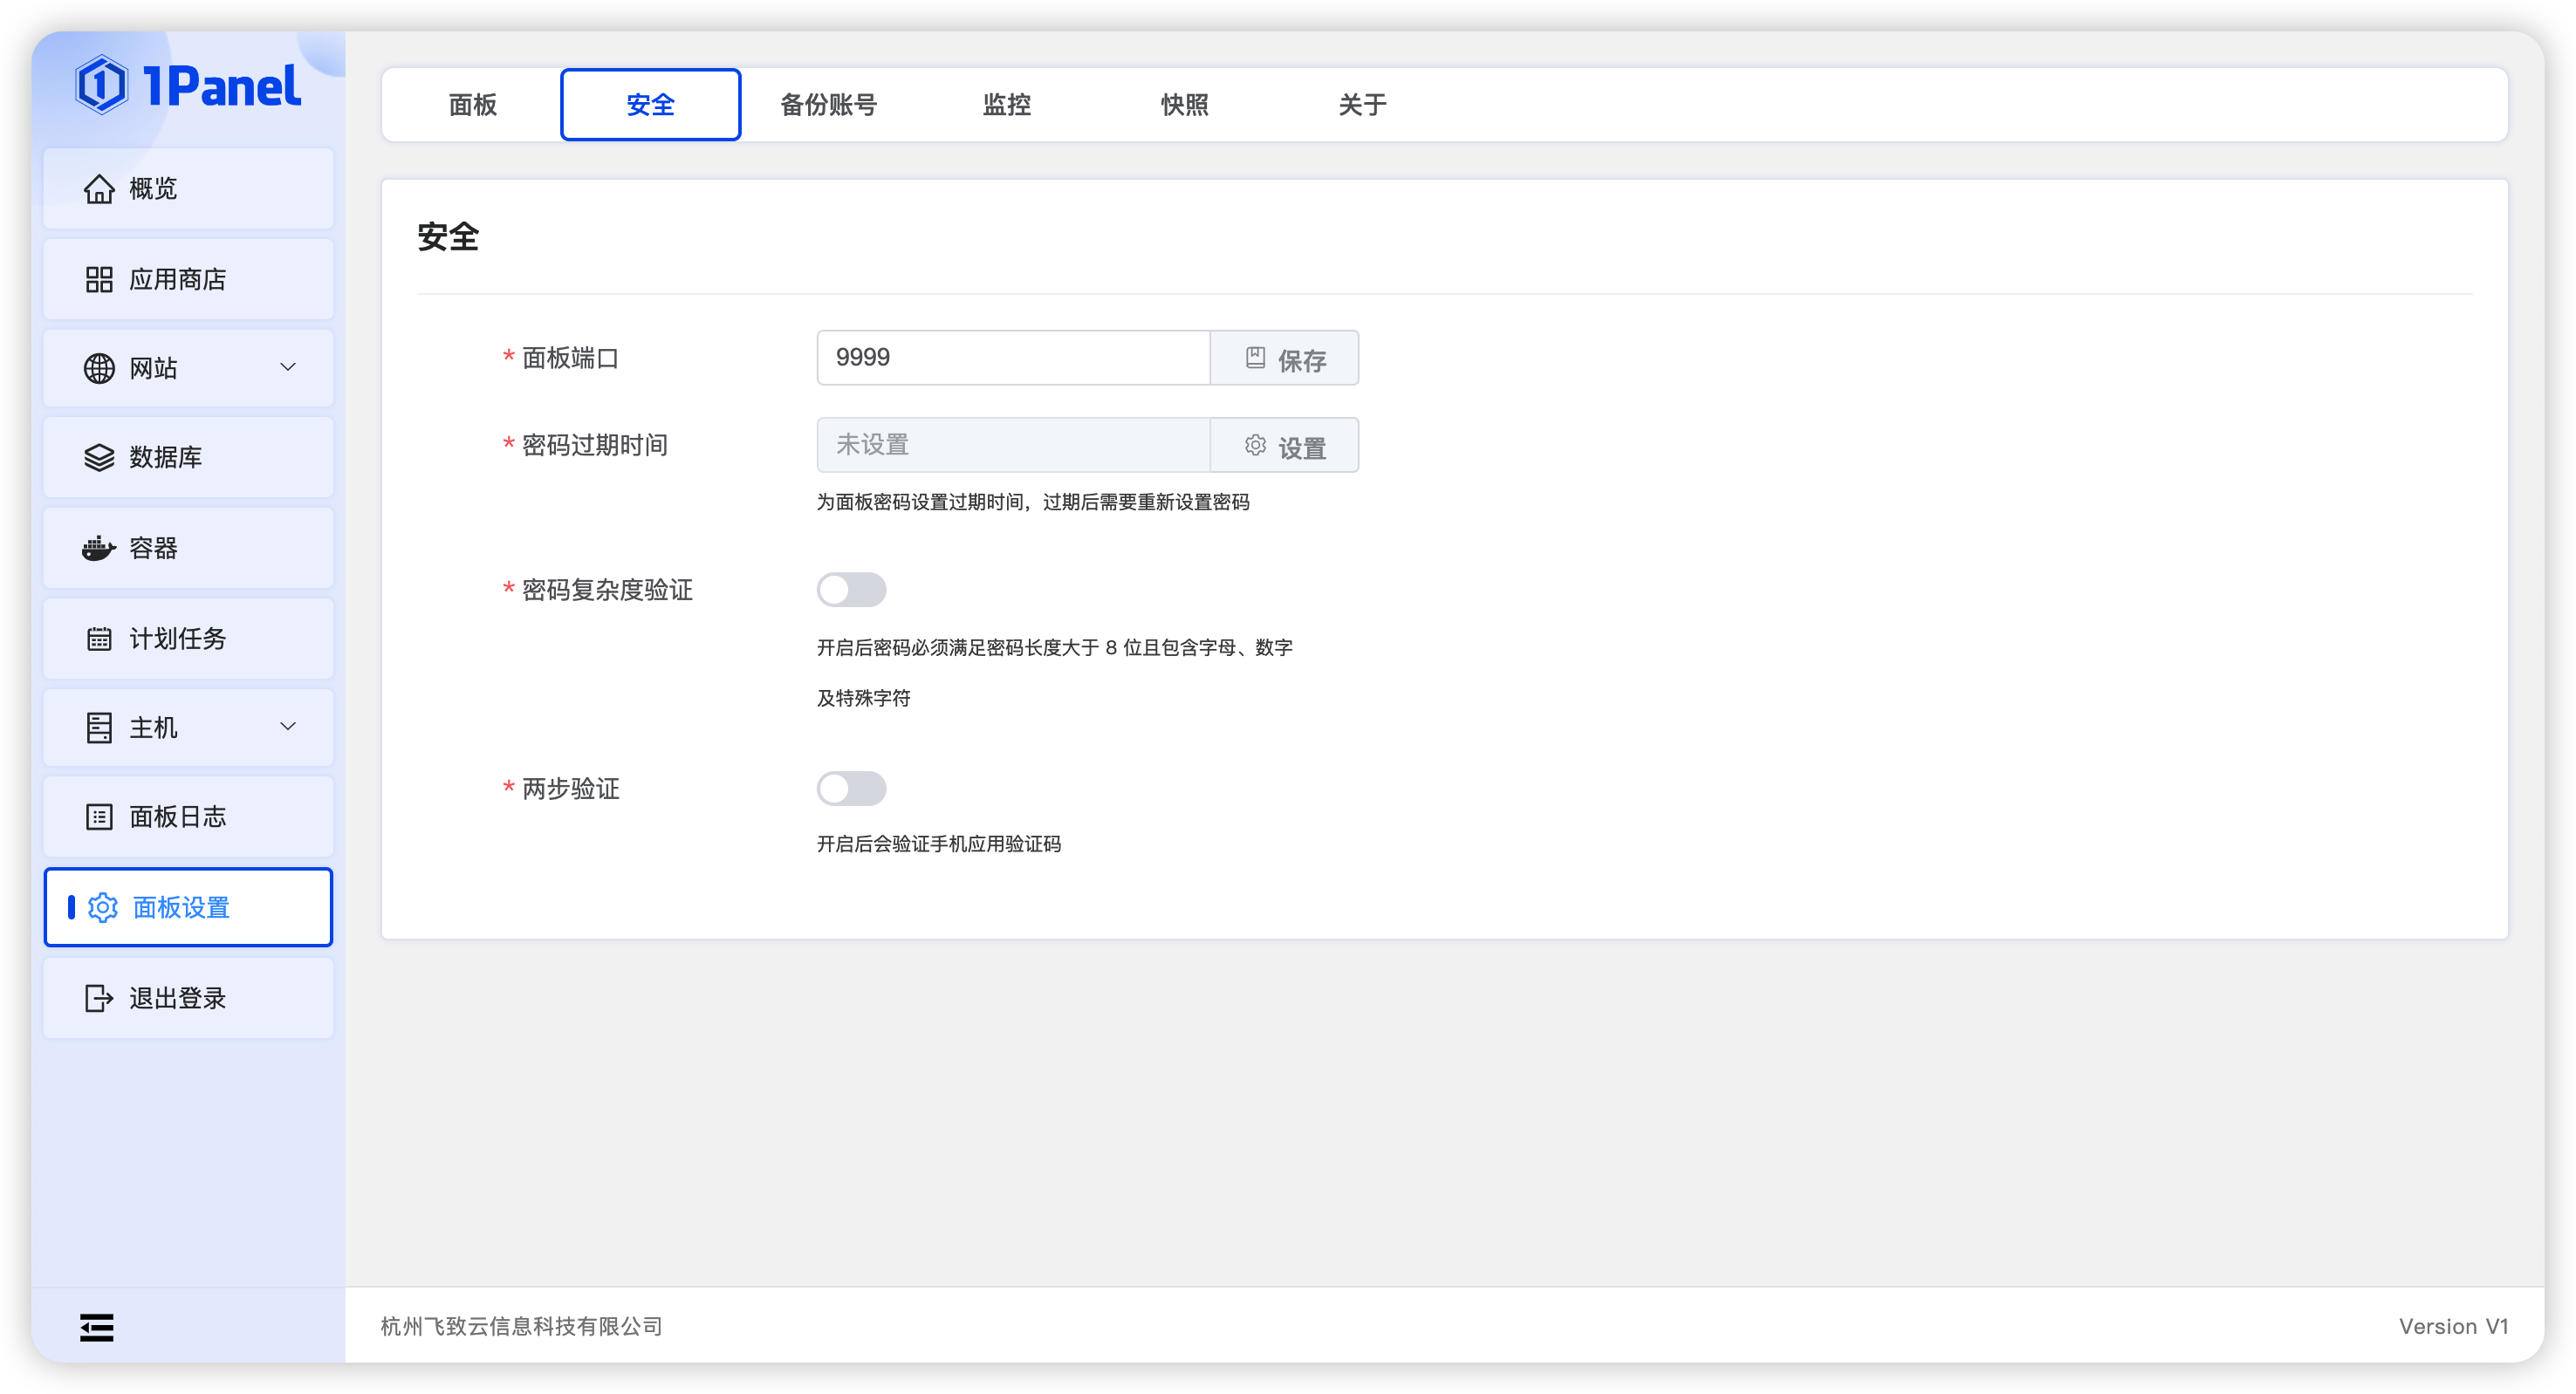 1Panel
概览
应用商店
网站
数据库
容器
计划任务
主机
面板日志
面板设置
退出登录
面板
安全
备份账号
监控
快照
关于
安全
* 面板端口
9999
保存
* 密码过期时间
未设置
设置
为面板密码设置过期时间，过期后需要重新设置密码
* 密码复杂度验证
开启后密码必须满足密码长度大于 8 位且包含字母、数字
及特殊字符
* 两步验证
开启后会验证手机应用验证码
杭州飞致云信息科技有限公司
Version V1